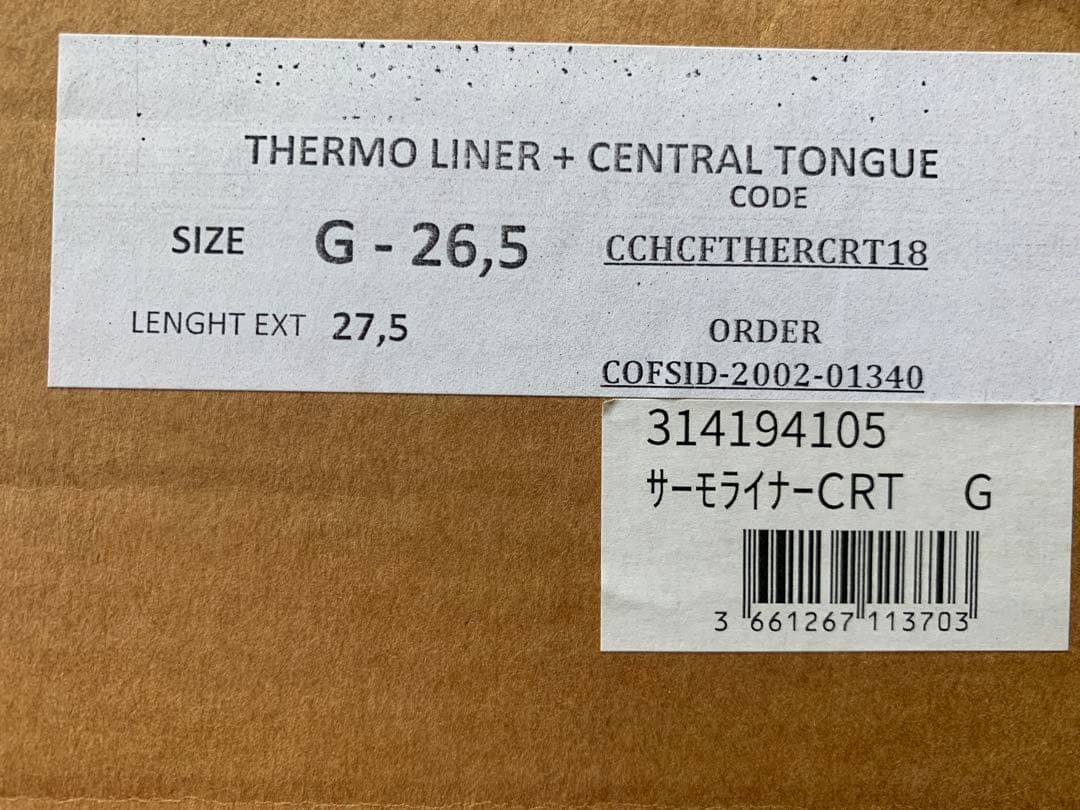 THERMO LINER + CENTRAL TONGUE
CODE
SIZE G - 26,5 CCHCFTHERCRT18
LENGHT EXT 27,5
ORDER
COFSID-2002-01340
314194105
ｻｰﾓﾗｲﾅｰCRT G
3 661267 113703